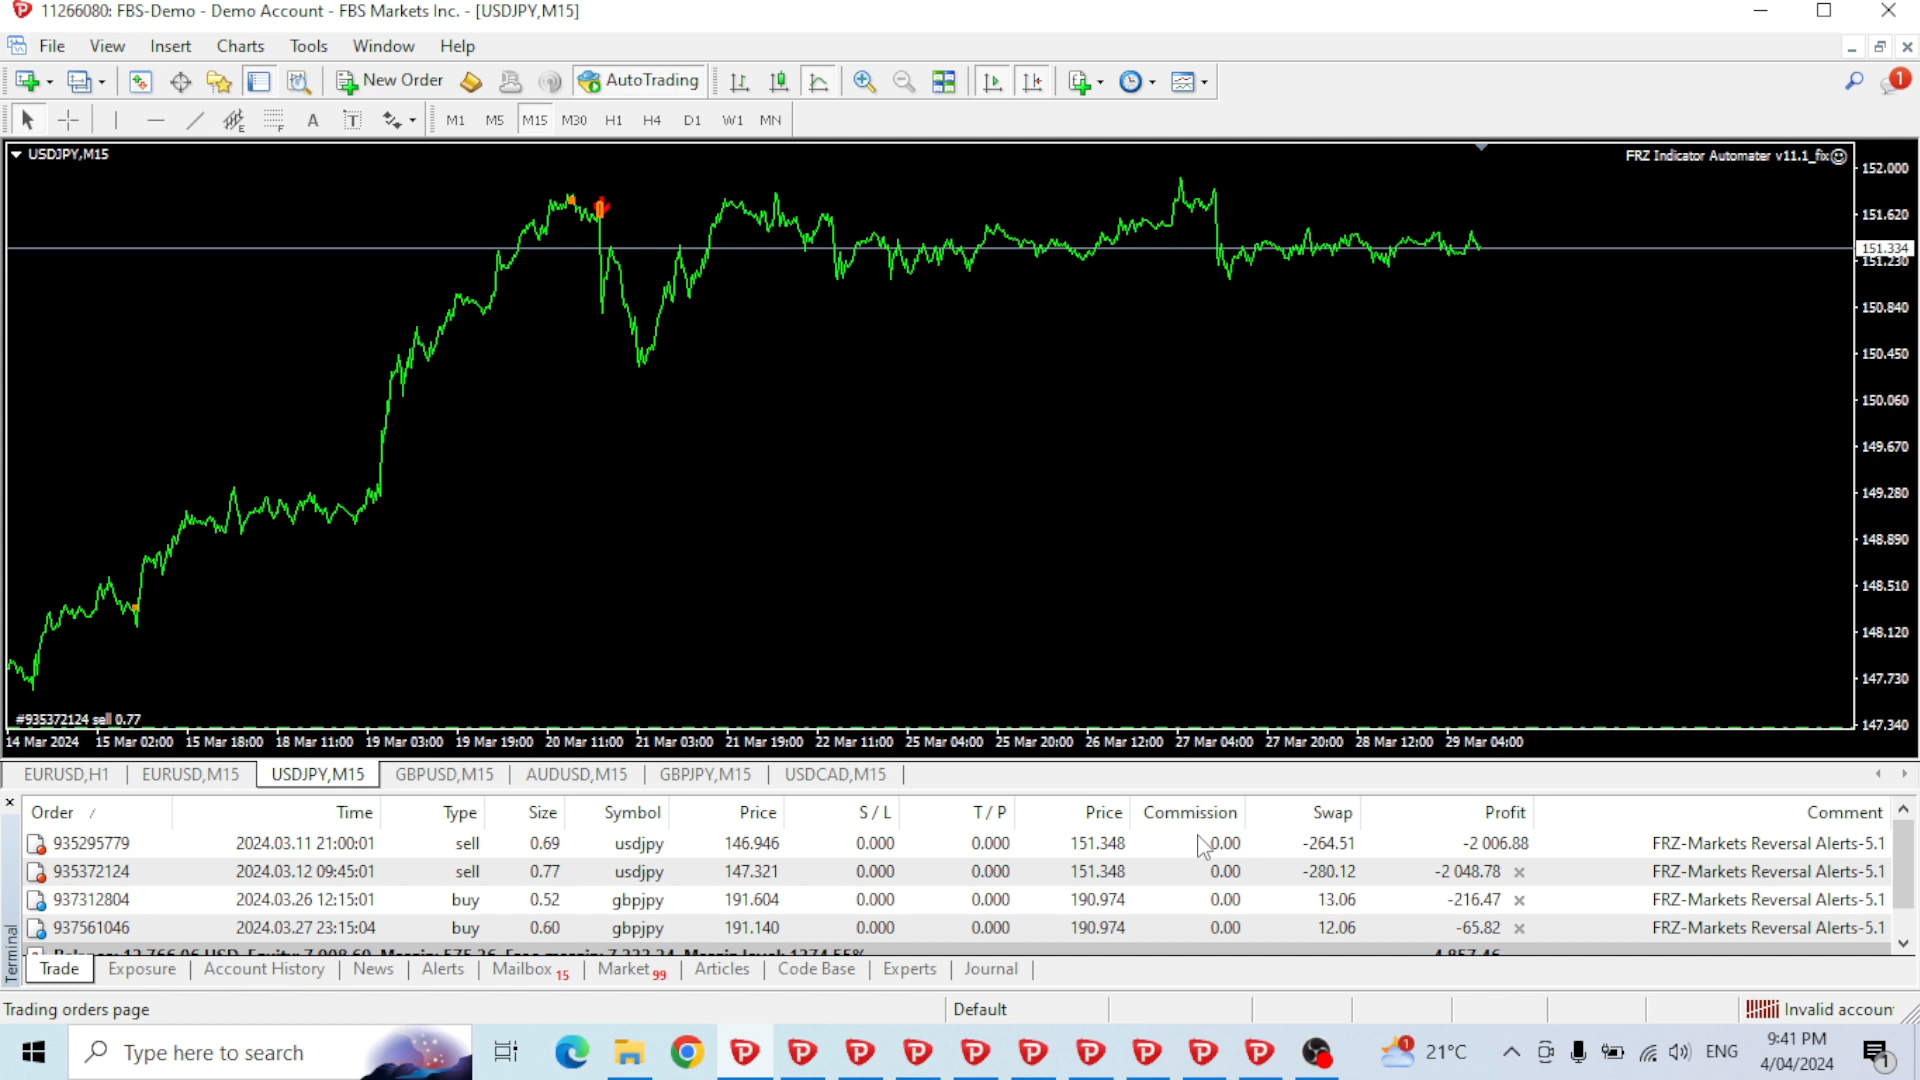 11266080: FBS-Demo - Demo Account - FBS Markets Inc. - [USDJPY,M15]
File View Insert Charts Tools Window Help
New Order AutoTrading 1
A T M1 M5 M15 M30 H1 H4 D1 W1 MN
USDJPY,M15 FRZ Indicator Automater v11.1_fix
152.000
151.620
151.334
151.230
150.840
150.450
150.060
149.670
149.280
148.890
148.510
148.120
147.730
147.340
#935372124 sell 0.77
14 Mar 2024 15 Mar 02:00 15 Mar 18:00 18 Mar 11:00 19 Mar 03:00 19 Mar 19:00 20 Mar 11:00 21 Mar 03:00 21 Mar 19:00 22 Mar 11:00 25 Mar 04:00 25 Mar 20:00 26 Mar 12:00 27 Mar 04:00 27 Mar 20:00 28 Mar 12:00 29 Mar 04:00
EURUSD,H1 EURUSD,M15 USDJPY,M15 GBPUSD,M15 AUDUSD,M15 GBPJPY,M15 USDCAD,M15
Order / Time Type Size Symbol Price S / L T / P Price Commission Swap Profit Comment
935295779 2024.03.11 21:00:01 sell 0.69 usdjpy 146.946 0.000 0.000 151.348 0.00 -264.51 -2 006.88 FRZ-Markets Reversal Alerts-5.1
935372124 2024.03.12 09:45:01 sell 0.77 usdjpy 147.321 0.000 0.000 151.348 0.00 -280.12 -2 048.78 FRZ-Markets Reversal Alerts-5.1
937312804 2024.03.26 12:15:01 buy 0.52 gbpjpy 191.604 0.000 0.000 190.974 0.00 13.06 -216.47 FRZ-Markets Reversal Alerts-5.1
937561046 2024.03.27 23:15:04 buy 0.60 gbpjpy 191.140 0.000 0.000 190.974 0.00 12.06 -65.82 FRZ-Markets Reversal Alerts-5.1
Terminal
Trade Exposure Account History News Alerts Mailbox 15 Market 99 Articles Code Base Experts Journal
Trading orders page Default Invalid accoun
Type here to search 21°C ENG 9:41 PM
4/04/2024